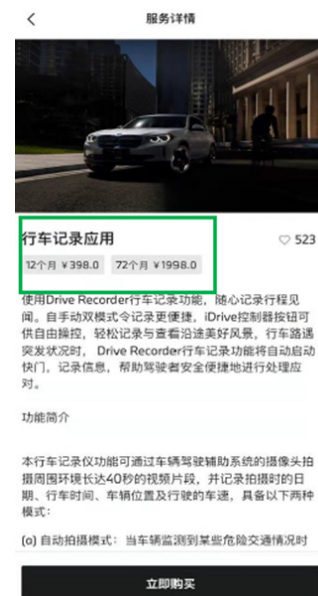 服务详情
行车记录应用
523
12个月 ¥398.0 72个月 ¥1998.0
使用Drive Recorder行车记录功能，随心记录行程见
闻。自手动双模式令记录更便捷，iDrive控制器按钮可
供自由操控，轻松记录与查看沿途美好风景，行车路遇
突发状况时， Drive Recorder行车记录功能将自动启动
快门，记录信息，帮助驾驶者安全便捷地进行处理应
对。
功能简介
本行车记录仪功能可通过车辆驾驶辅助系统的摄像头拍
摄周围环境长达40秒的视频片段，并记录拍摄时的日
期、行车时间、车辆位置及行驶的车速，具备以下两种
模式：
(o) 自动拍摄模式：当车辆监测到某些危险交通情况时
立即购买